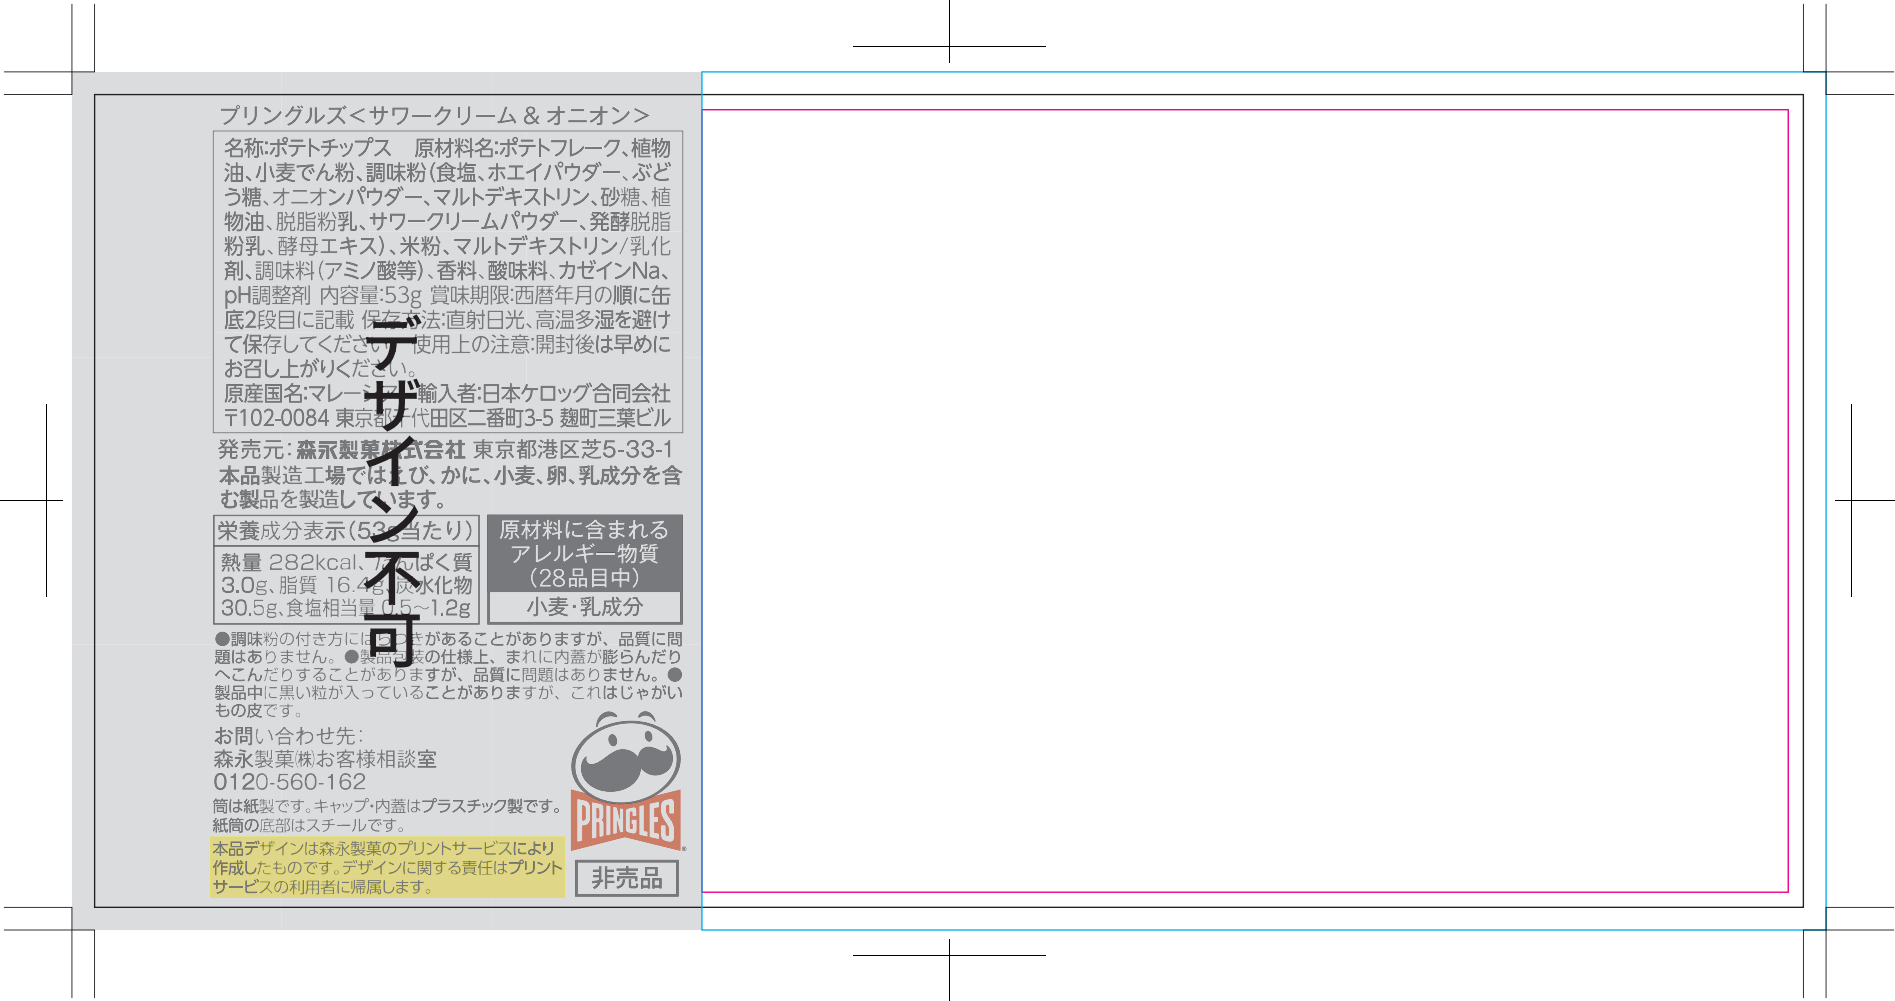 プリングルズ＜サワークリーム & オニオン＞
名称:ポテトチップス　原材料名:ポテトフレーク、植物
油、小麦でん粉、調味粉（食塩、ホエイパウダー、ぶど
う糖、オニオンパウダー、マルトデキストリン、砂糖、植
物油、脱脂粉乳、サワークリームパウダー、発酵脱脂
粉乳、酵母エキス）、米粉、マルトデキストリン/乳化
剤、調味料（アミノ酸等）、香料、酸味料、カゼインNa、
pH調整剤 内容量:53g 賞味期限:西暦年月の順に缶
底2段目に記載 保存方法:直射日光、高温多湿を避け
て保存してください。使用上の注意:開封後は早めに
お召し上がりください。
原産国名:マレーシア 輸入者:日本ケロッグ合同会社
〒102-0084 東京都千代田区二番町3-5 麹町三葉ビル
発売元：森永製菓株式会社 東京都港区芝5-33-1
本品製造工場ではえび、かに、小麦、卵、乳成分を含
む製品を製造しています。
栄養成分表示（53g当たり）
熱量 282kcal、たんぱく質
3.0g、脂質 16.4g、炭水化物
30.5g、食塩相当量 0.5～1.2g
原材料に含まれる
アレルギー物質
（28品目中）
小麦・乳成分
●調味粉の付き方にばらつきがあることがありますが、品質に問
題はありません。●製品包装の仕様上、まれに内蓋が膨らんだり
へこんだりすることがありますが、品質に問題はありません。●
製品中に黒い粒が入っていることがありますが、これはじゃがい
もの皮です。
お問い合わせ先：
森永製菓㈱お客様相談室
0120-560-162
筒は紙製です。キャップ・内蓋はプラスチック製です。
紙筒の底部はスチールです。
本品デザインは森永製菓のプリントサービスにより
作成したものです。デザインに関する責任はプリント
サービスの利用者に帰属します。
PRINGLES®
非売品
デザイン不可